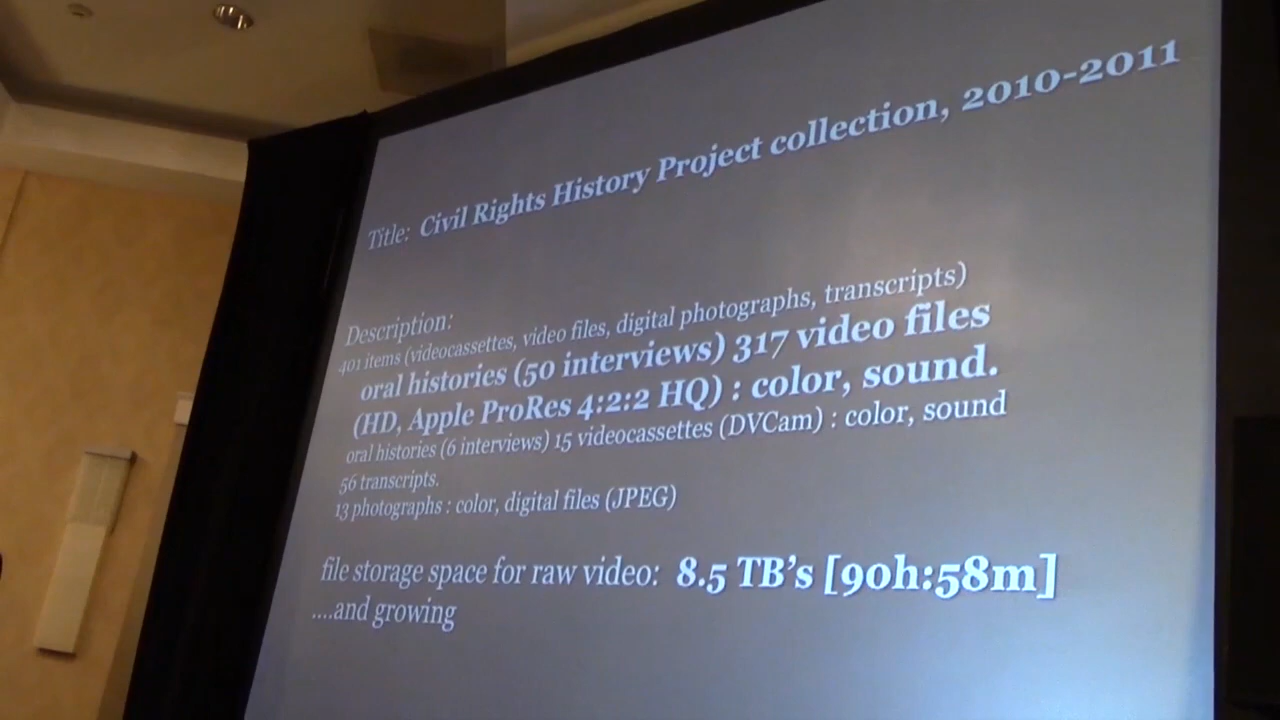 Title: Civil Rights History Project collection, 2010-2011
Description:
401 items (videocassettes, video files, digital photographs, transcripts)
oral histories (50 interviews) 317 video files
(HD, Apple ProRes 4:2:2 HQ) : color, sound.
oral histories (6 interviews) 15 videocassettes (DVCam) : color, sound
56 transcripts.
13 photographs : color, digital files (JPEG)
file storage space for raw video: 8.5 TB's [90h:58m]
....and growing